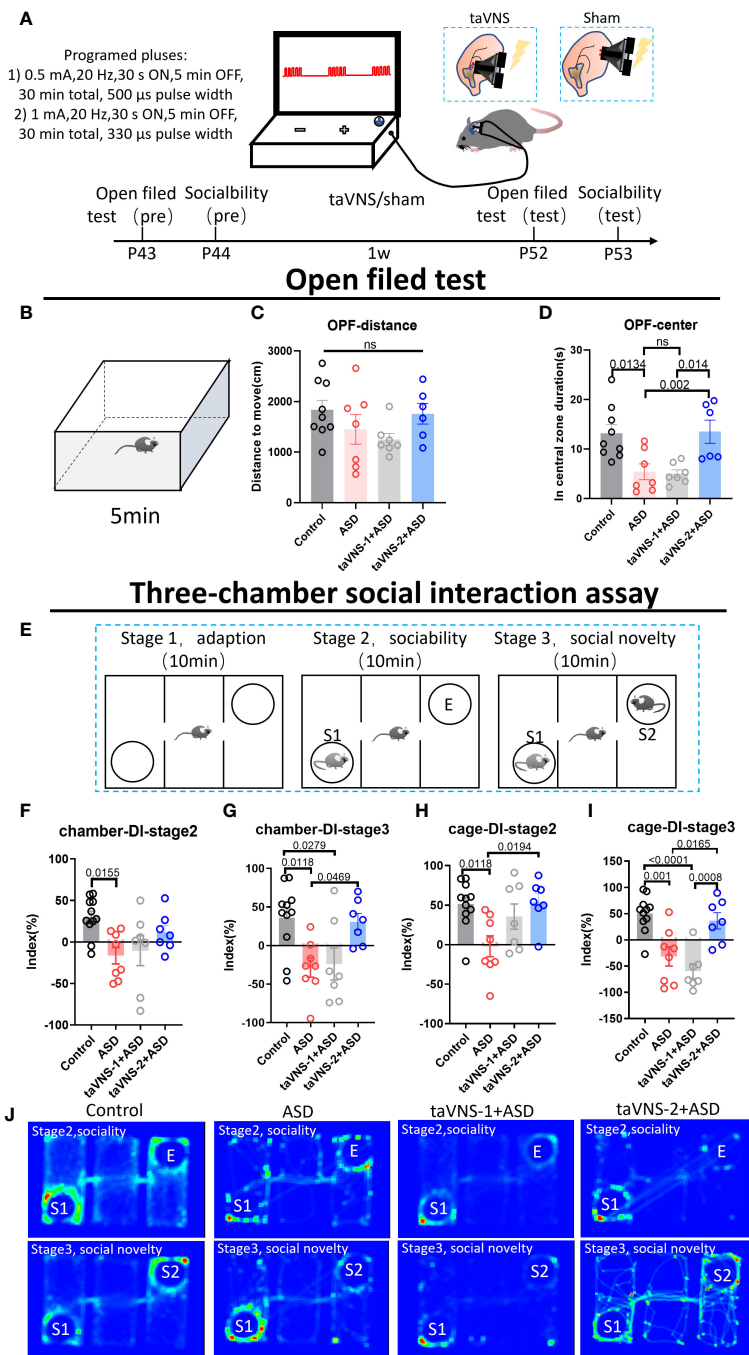 A
taVNS
Sham
Programed pluses:
1) 0.5 mA,20 Hz,30 s ON,5 min OFF,
30 min total, 500 μs pulse width
2) 1 mA,20 Hz,30 s ON,5 min OFF,
30 min total, 330 μs pulse width
Open filed Socialbility taVNS/sham Open filed Socialbility
test （pre） （pre） test （test） （test）
P43 P44 1w P52 P53
Open filed test
B
5min
C
OPF-distance
ns
Distance to move(cm)
3000
2000
1000
0
Control ASD taVNS-1+ASD taVNS-2+ASD
D
OPF-center
ns
0.0134 0.014
0.002
In central zone duration(s)
30
20
10
0
Control ASD taVNS-1+ASD taVNS-2+ASD
Three-chamber social interaction assay
E
Stage 1， adaption Stage 2， sociability Stage 3， social novelty
（10min） （10min） （10min）
E
S1
S1 S2
F
chamber-DI-stage2
0.0155
Index(%)
100
50
0
-50
-100
Control ASD taVNS-1+ASD taVNS-2+ASD
G
chamber-DI-stage3
0.0279
0.0118
0.0469
Index(%)
100
50
0
-50
-100
Control ASD taVNS-1+ASD taVNS-2+ASD
H
cage-DI-stage2
0.0194
0.0118
Index(%)
100
50
0
-50
-100
Control ASD taVNS-1+ASD taVNS-2+ASD
I
cage-DI-stage3
0.0165
<0.0001
0.001 0.0008
Index(%)
150
100
50
0
-50
-100
-150
Control ASD taVNS-1+ASD taVNS-2+ASD
J
Control ASD taVNS-1+ASD taVNS-2+ASD
Stage2,sociality Stage2, sociality Stage2,sociality Stage2, sociality
E E E E
S1 S1 S1 S1
Stage3, social novelty Stage3, social novelty Stage3, social novelty Stage3, social novelty
S2 S2 S2 S2
S1 S1 S1 S1